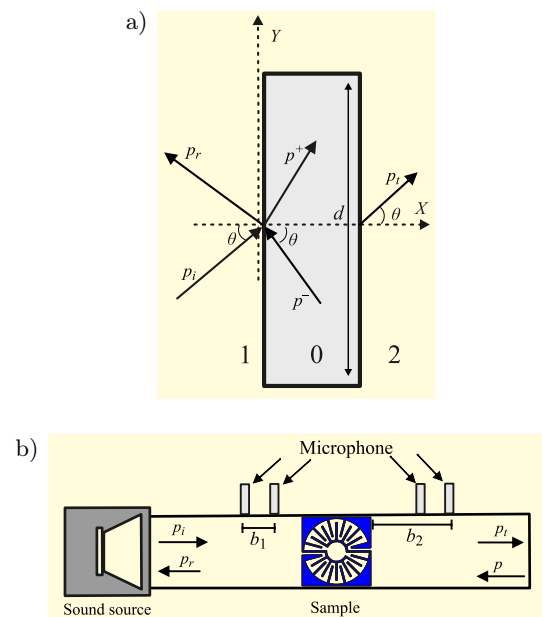 a)
Y
p_r
p^+
p_t
d
X
θ
θ
θ
p_i
p^-
1
0
2
b)
Microphone
p_i
b_1
b_2
p_t
p_r
p
Sound source
Sample